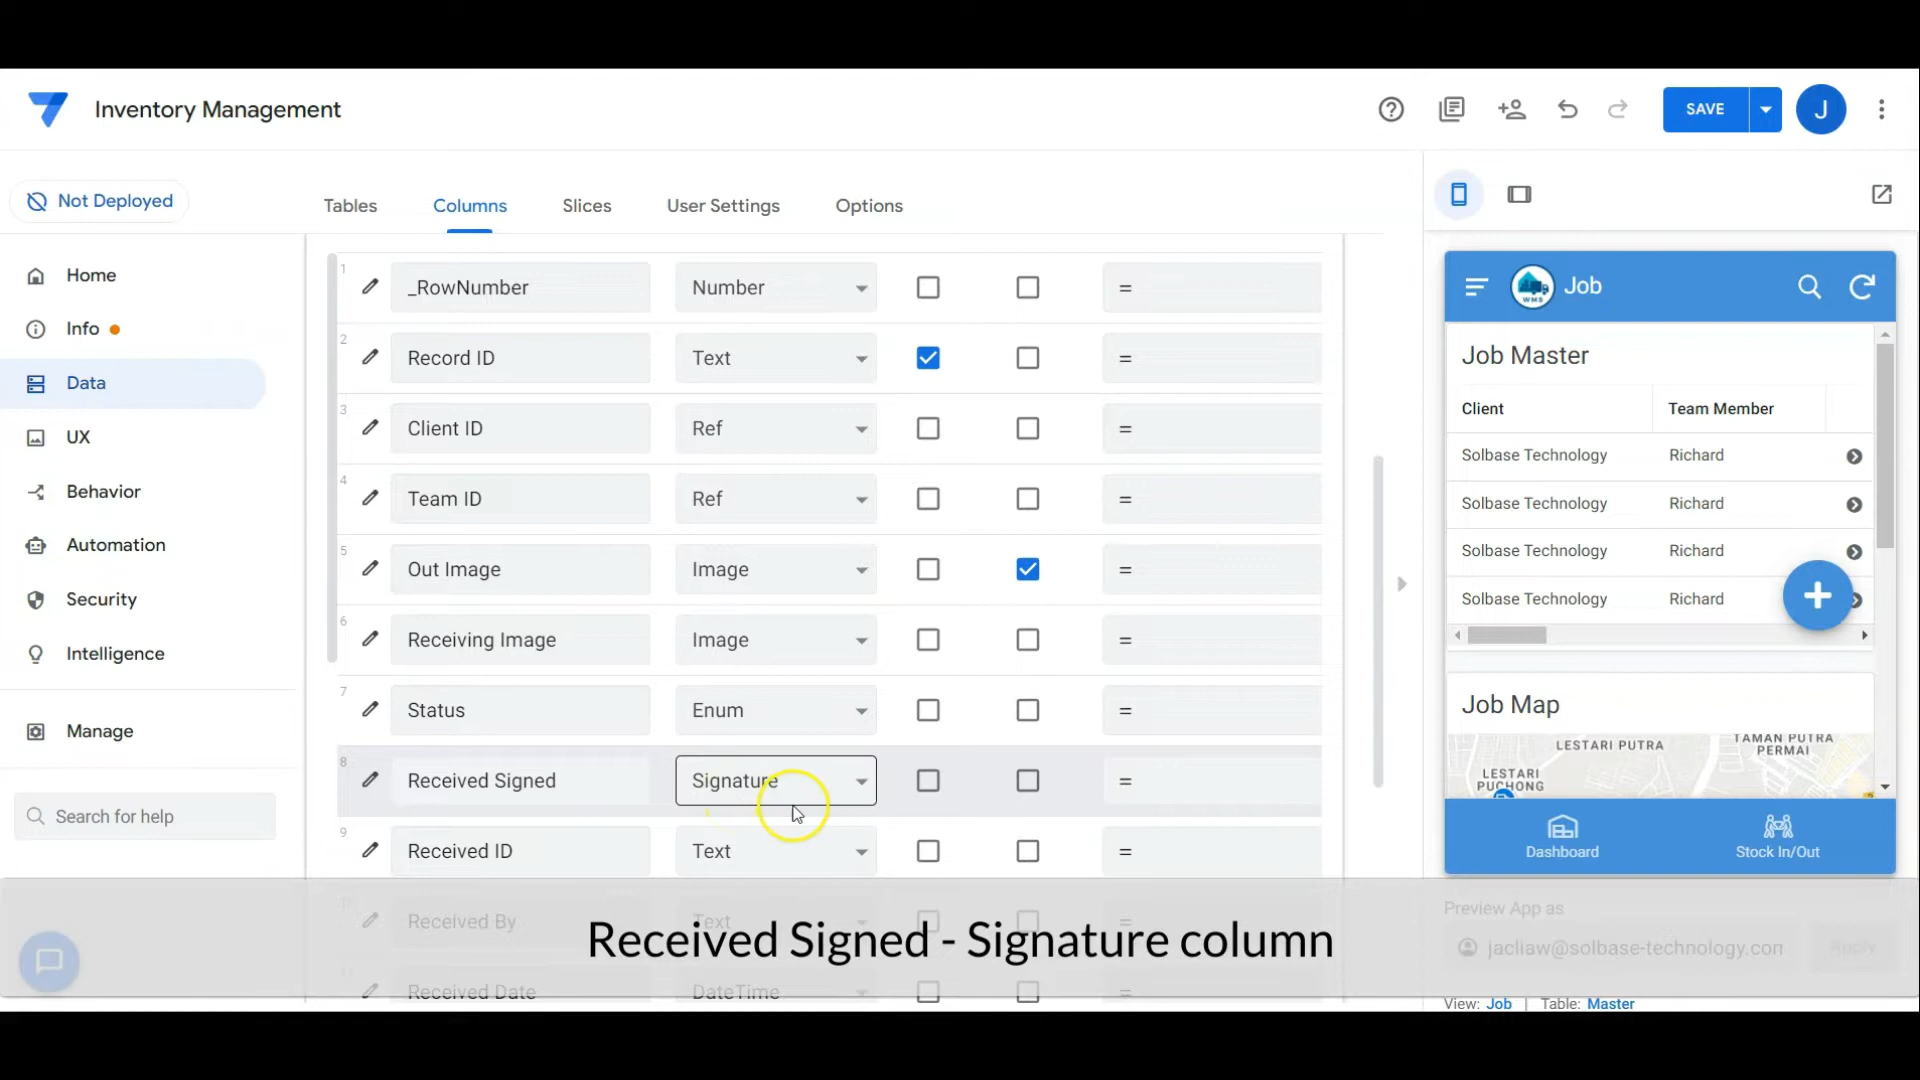 Inventory Management
SAVE
J
Not Deployed
Tables Columns Slices User Settings Options
Home
Info
Data
UX
Behavior
Automation
Security
Intelligence
Manage
Search for help
1 _RowNumber Number =
2 Record ID Text =
3 Client ID Ref =
4 Team ID Ref =
5 Out Image Image =
6 Receiving Image Image =
7 Status Enum =
8 Received Signed Signature =
9 Received ID Text =
10 Received By Text =
11 Received Date DateTime =
WMS
Job
Job Master
Client Team Member
Solbase Technology Richard
Solbase Technology Richard
Solbase Technology Richard
Solbase Technology Richard
Job Map
LESTARI PUTRA
TAMAN PUTRA
PERMAI
LESTARI
PUCHONG
Dashboard Stock In/Out
Preview App as
jacliaw@solbase-technology.com Apply
View: Job | Table: Master
Received Signed - Signature column